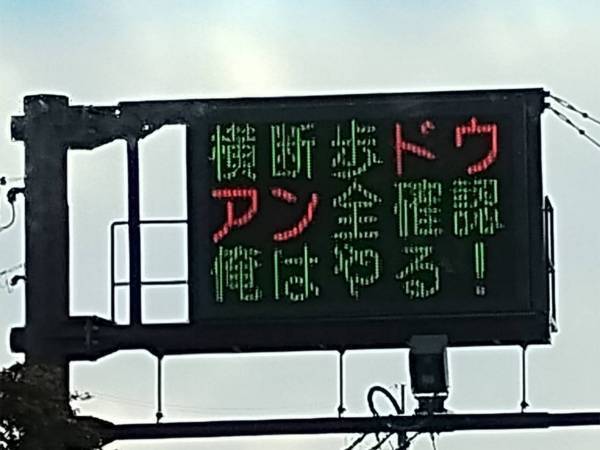 横断歩ドウ
アン全確認
俺はやる！